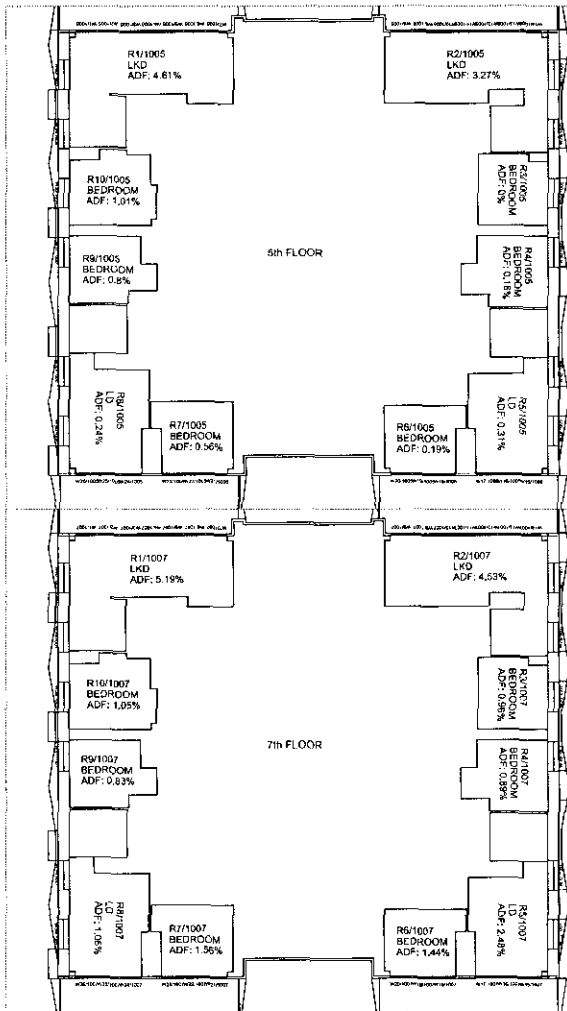 R1/1005
LKD
ADF: 4.61%
R2/1005
LKD
ADF: 3.27%
R10/1005
BEDROOM
ADF: 1.01%
R3/1005
BEDROOM
ADF: 0%
R9/1005
BEDROOM
ADF: 0.8%
5th FLOOR
R4/1005
BEDROOM
ADF: 0.16%
R8/1005
LD
ADF: 0.24%
R7/1005
BEDROOM
ADF: 0.56%
R6/1005
BEDROOM
ADF: 0.19%
R5/1005
LD
ADF: 0.31%
R1/1007
LKD
ADF: 5.19%
R2/1007
LKD
ADF: 4.53%
R10/1007
BEDROOM
ADF: 1.05%
R3/1007
BEDROOM
ADF: 0.96%
R9/1007
BEDROOM
ADF: 0.83%
7th FLOOR
R4/1007
BEDROOM
ADF: 0.89%
R8/1007
LD
ADF: 1.06%
R7/1007
BEDROOM
ADF: 1.56%
R6/1007
BEDROOM
ADF: 1.44%
R5/1007
LD
ADF: 2.48%